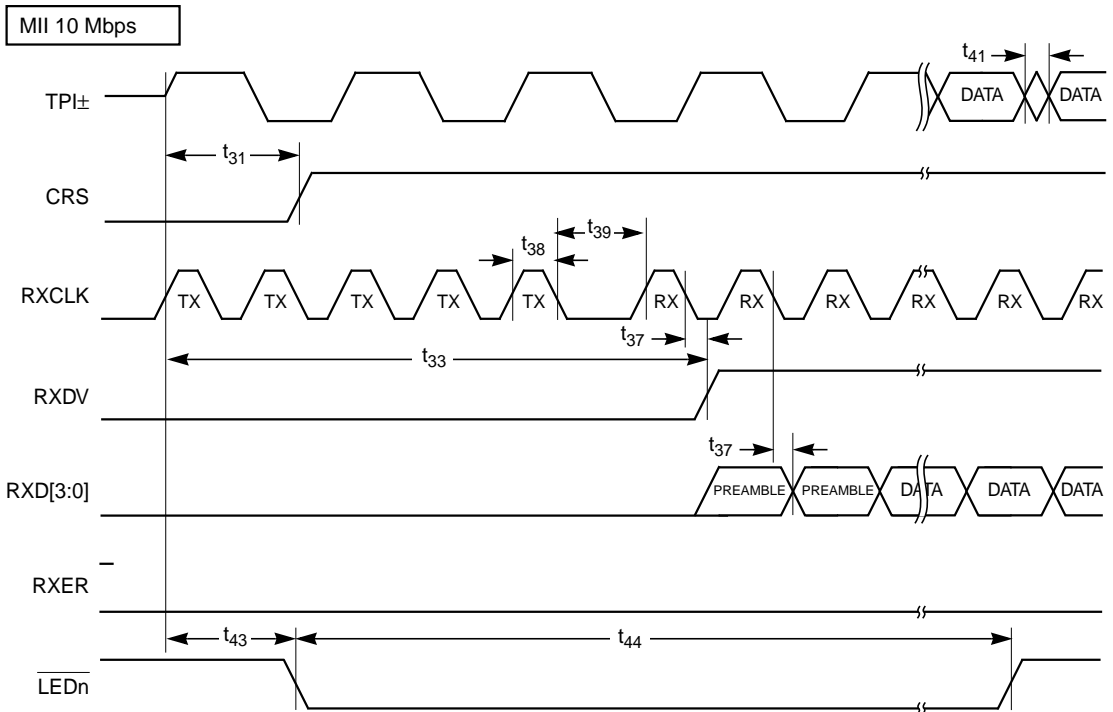 MII 10 Mbps
t41
TPI± DATA DATA
t31
CRS
t38 t39
RXCLK TX TX TX TX TX RX RX RX RX RX RX
t37
t33
RXDV
t37
RXD[3:0] PREAMBLE PREAMBLE DATA DATA DATA
RXER
t43 t44
LEDn